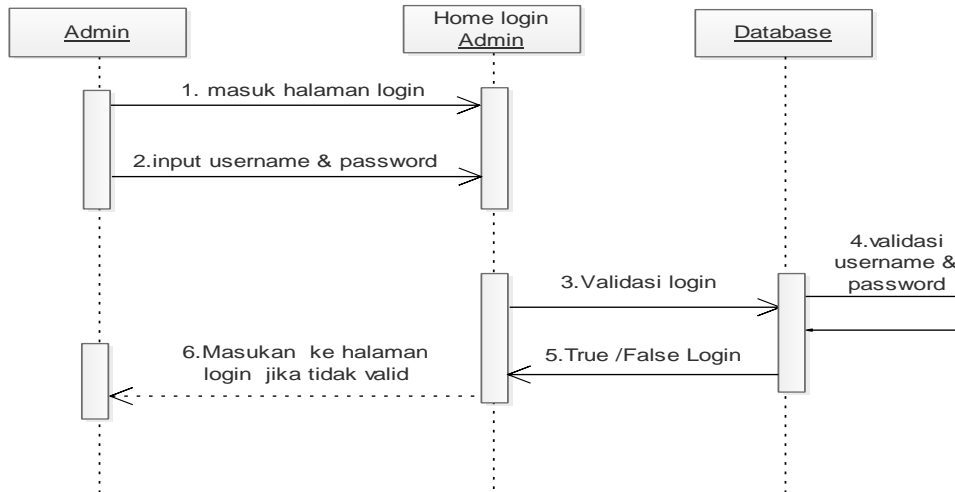 Admin
Home login
Admin
Database
1. masuk halaman login
2.input username & password
3.Validasi login
4.validasi
username &
password
5.True /False Login
6.Masukan ke halaman
login jika tidak valid